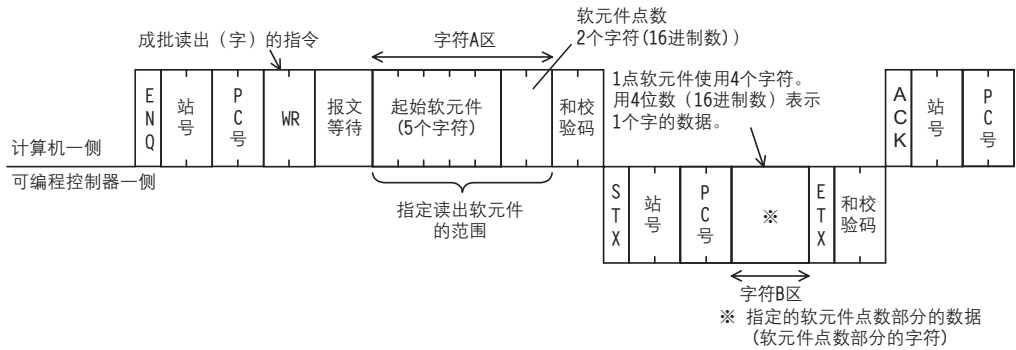 软元件点数
2个字符(16进制数))
成批读出（字）的指令
字符A区
E
N
Q
站
号
P
C
号
WR
报文
等待
起始软元件
(5个字符)
和校
验码
1点软元件使用4个字符。
用4位数（16进制数）表示
1个字的数据。
A
C
K
站
号
P
C
号
计算机一侧
可编程控制器一侧
指定读出软元件
的范围
S
T
X
站
号
P
C
号
※
E
T
X
和校
验码
字符B区
※ 指定的软元件点数部分的数据
(软元件点数部分的字符)